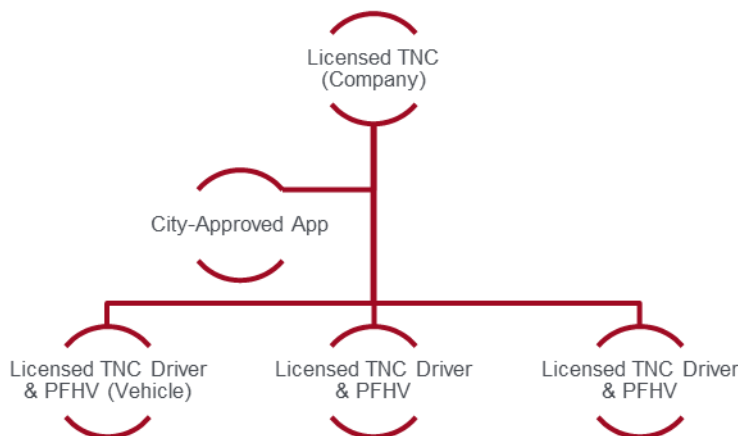 Licensed TNC
(Company)
City-Approved App
Licensed TNC Driver
& PFHV (Vehicle)
Licensed TNC Driver
& PFHV
Licensed TNC Driver
& PFHV